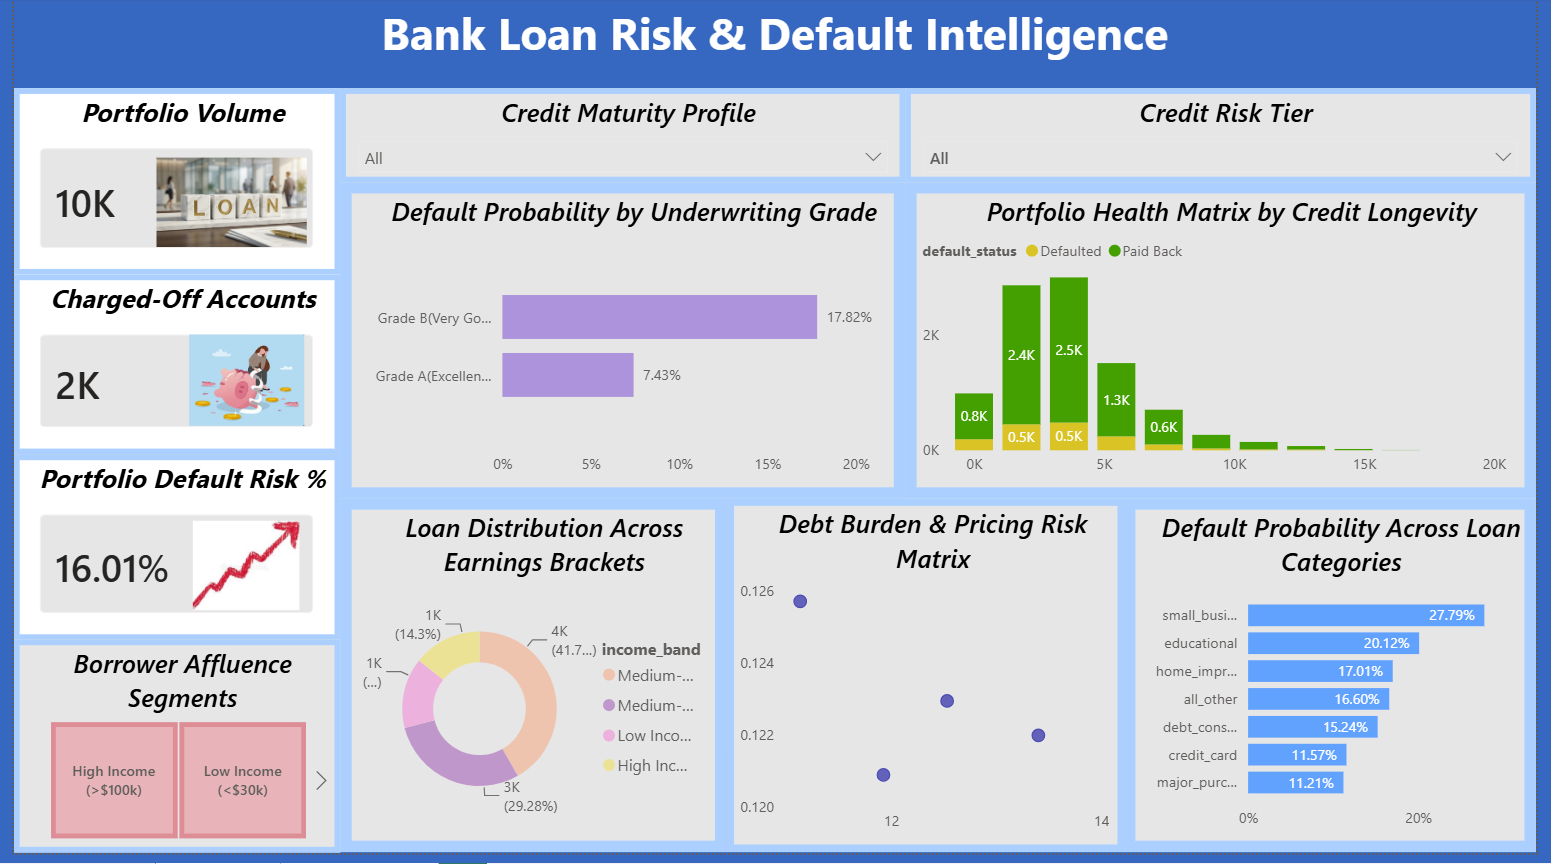 Bank Loan Risk & Default Intelligence
Portfolio Volume
10K
LOAN
Charged-Off Accounts
2K
Portfolio Default Risk %
16.01%
Borrower Affluence
Segments
High Income
(>$100k)
Low Income
(<$30k)
Credit Maturity Profile
All
Credit Risk Tier
All
Default Probability by Underwriting Grade
Grade B(Very Go...
17.82%
Grade A(Excellen...
7.43%
0%
5%
10%
15%
20%
Portfolio Health Matrix by Credit Longevity
default_status
Defaulted
Paid Back
2K
0K
0.8K
2.4K
0.5K
2.5K
0.5K
1.3K
0.6K
0K
5K
10K
15K
20K
Loan Distribution Across
Earnings Brackets
1K
(14.3%)
4K
(41.7...)
1K
(...)
3K
(29.28%)
income_band
Medium-...
Medium-...
Low Inco...
High Inc...
Debt Burden & Pricing Risk
Matrix
0.126
0.124
0.122
0.120
12
14
Default Probability Across Loan
Categories
small_busi...
27.79%
educational
20.12%
home_impr...
17.01%
all_other
16.60%
debt_cons...
15.24%
credit_card
11.57%
major_purc...
11.21%
0%
20%